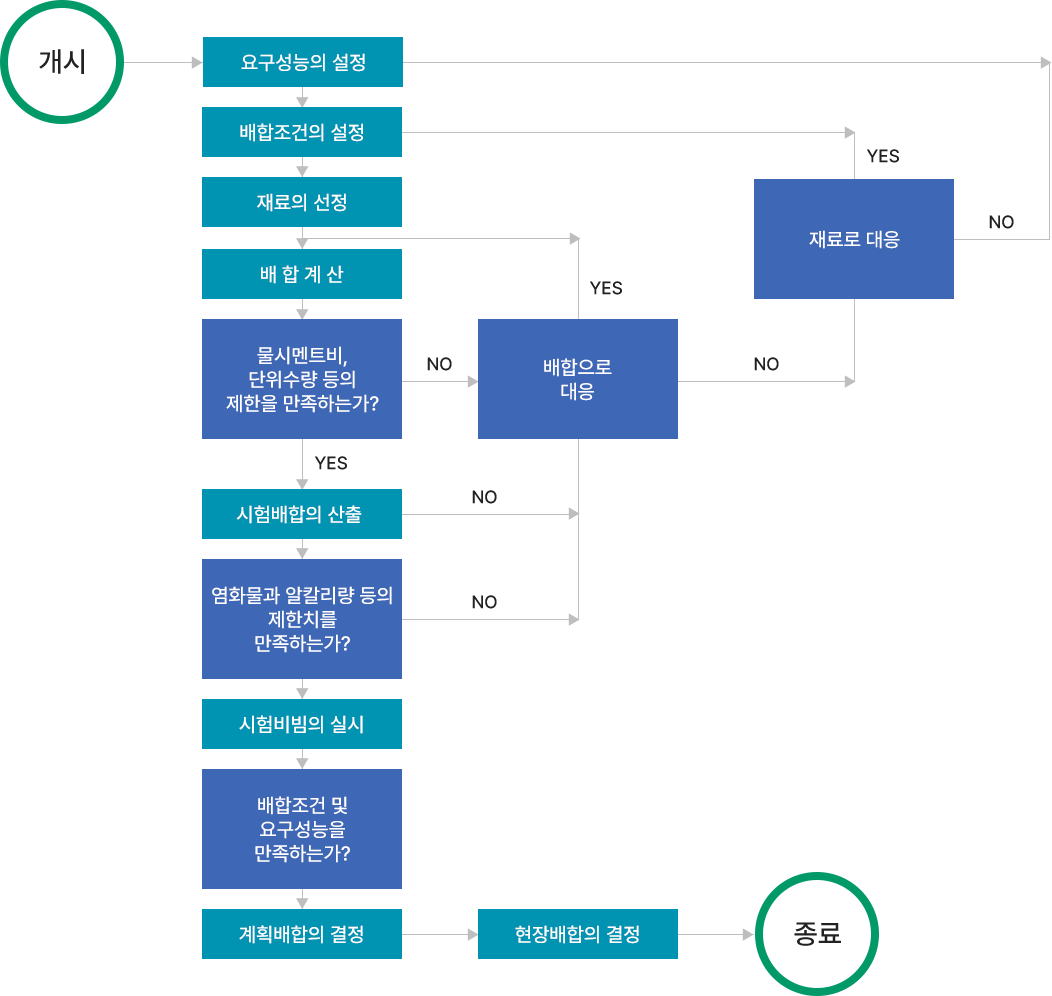 개시
요구성능의 설정
배합조건의 설정
YES
재료의 선정
재료로 대응
NO
배 합 계 산
YES
물시멘트비,
단위수량 등의
제한을 만족하는가?
NO
배합으로
대응
NO
YES
시험배합의 산출
NO
염화물과 알칼리량 등의
제한치를
만족하는가?
NO
시험비빔의 실시
배합조건 및
요구성능을
만족하는가?
계획배합의 결정
현장배합의 결정
종료